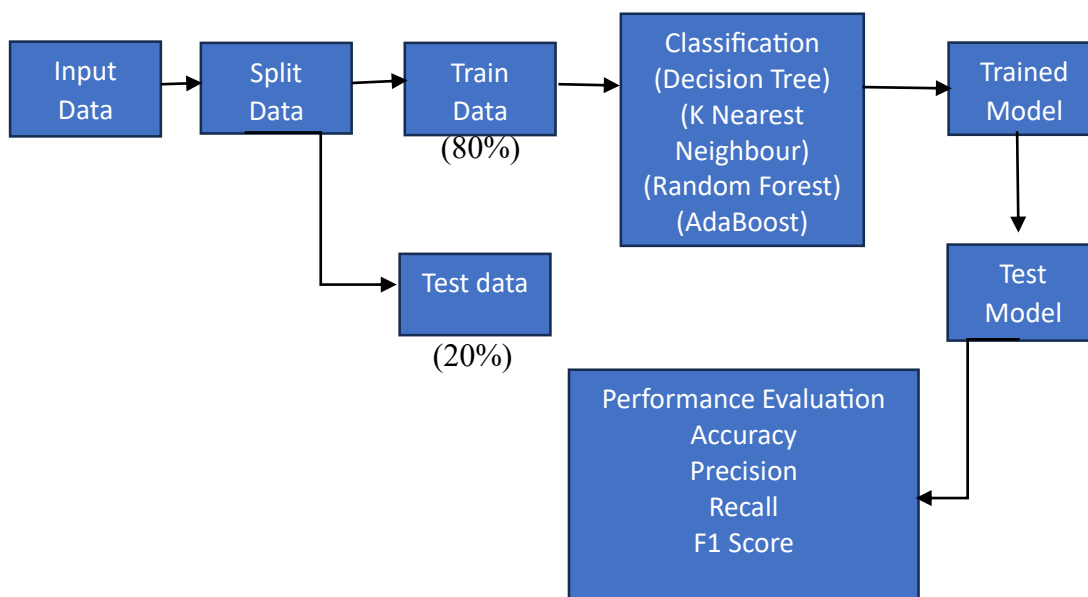 Input
Data
Split
Data
Train
Data
(80%)
Classification
(Decision Tree)
(K Nearest
Neighbour)
(Random Forest)
(AdaBoost)
Trained
Model
Test data
(20%)
Test
Model
Performance Evaluation
Accuracy
Precision
Recall
F1 Score